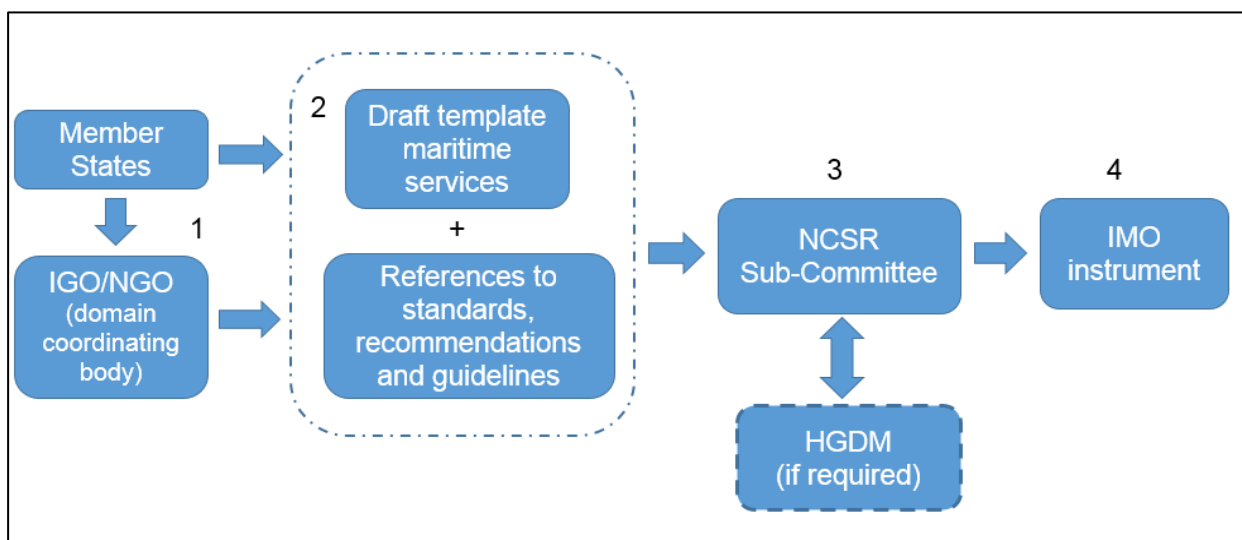 Member
States
1
IGO/NGO
(domain
coordinating
body)
2
Draft template
maritime
services
+
References to
standards,
recommendations
and guidelines
3
NCSR
Sub-Committee
HGDM
(if required)
4
IMO
instrument